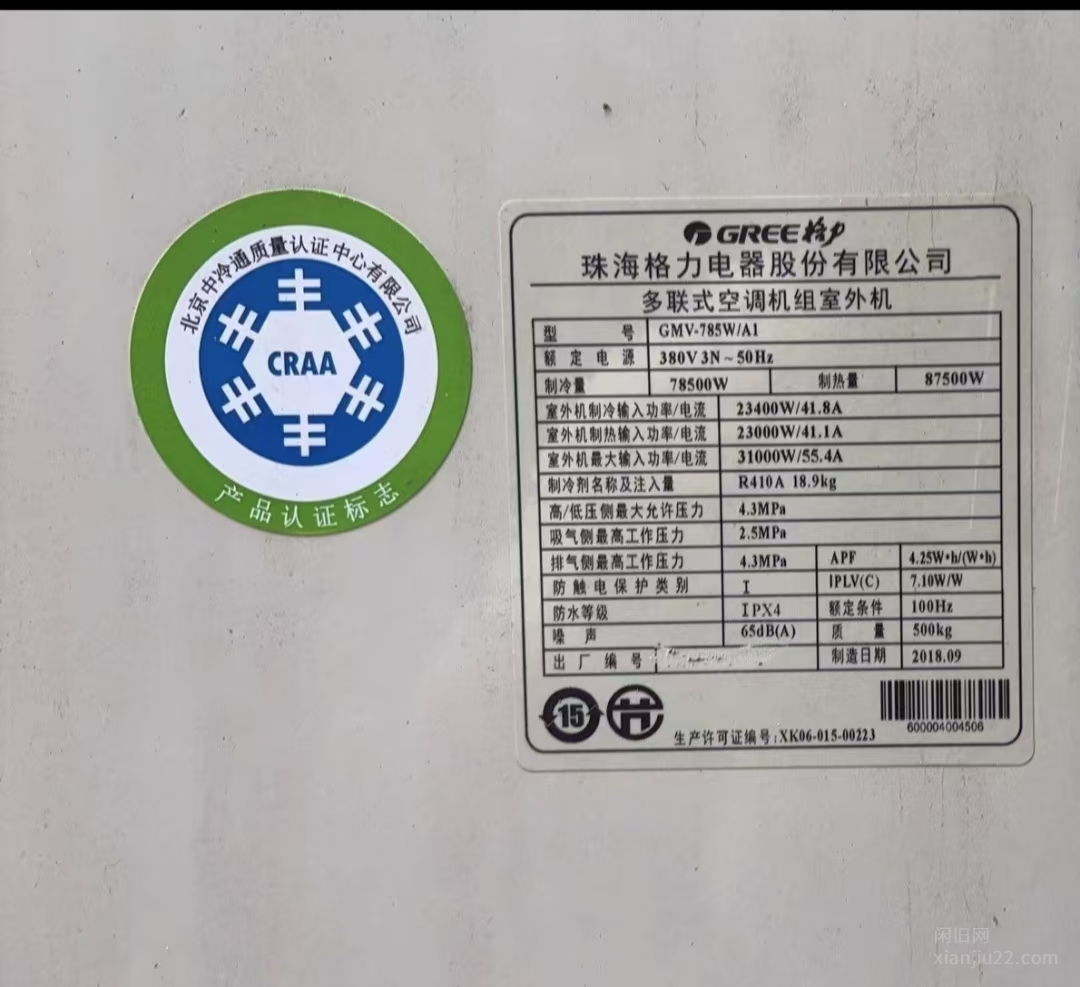 北京中冷通质量认证中心有限公司
CRAA
产品认证标志
GREE格力
珠海格力电器股份有限公司
多联式空调机组室外机
型号 GMV-785W/A1
额定电源 380V 3N～50Hz
制冷量 78500W 制热量 87500W
室外机制冷输入功率/电流 23400W/41.8A
室外机制热输入功率/电流 23000W/41.1A
室外机最大输入功率/电流 31000W/55.4A
制冷剂名称及注入量 R410A 18.9kg
高/低压侧最大允许压力 4.3MPa
吸气侧最高工作压力 2.5MPa
排气侧最高工作压力 4.3MPa APF 4.25W•h/(W•h)
防触电保护类别 I IPLV(C) 7.10W/W
防水等级 IPX4 额定条件 100Hz
噪声 65dB(A) 质量 500kg
出厂编号 制造日期 2018.09
15
生产许可证编号:XK06-015-00223
600004004506
闲旧网
xianjiu22.com